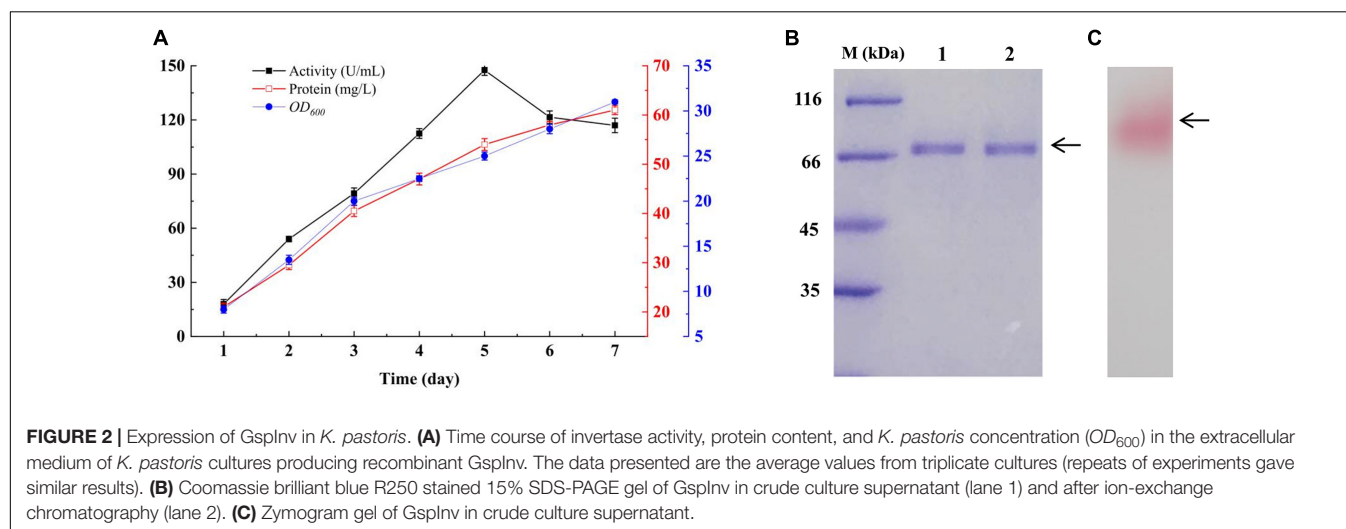 A
Activity (U/mL)
Protein (mg/L)
OD600
150
120
90
60
30
0
70
60
50
40
30
20
35
30
25
20
15
10
5
1 2 3 4 5 6 7
Time (day)
B
M (kDa) 1 2
116
66
45
35
C
FIGURE 2 | Expression of GspInv in K. pastoris. (A) Time course of invertase activity, protein content, and K. pastoris concentration (OD600) in the extracellular
medium of K. pastoris cultures producing recombinant GspInv. The data presented are the average values from triplicate cultures (repeats of experiments gave
similar results). (B) Coomassie brilliant blue R250 stained 15% SDS-PAGE gel of GspInv in crude culture supernatant (lane 1) and after ion-exchange
chromatography (lane 2). (C) Zymogram gel of GspInv in crude culture supernatant.